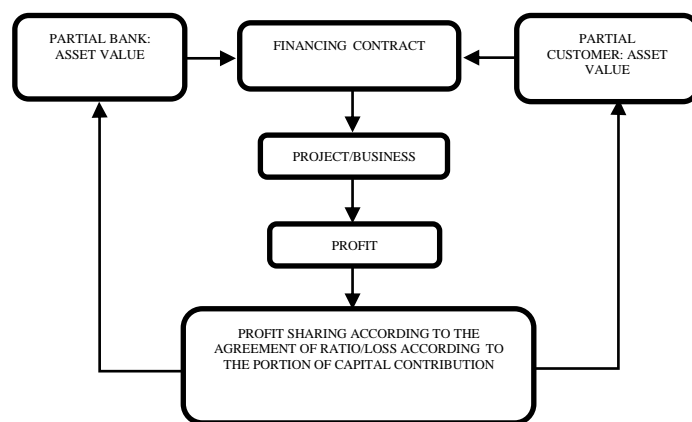 PARTIAL BANK:
ASSET VALUE
FINANCING CONTRACT
PARTIAL
CUSTOMER: ASSET
VALUE
PROJECT/BUSINESS
PROFIT
PROFIT SHARING ACCORDING TO THE
AGREEMENT OF RATIO/LOSS ACCORDING TO
THE PORTION OF CAPITAL CONTRIBUTION